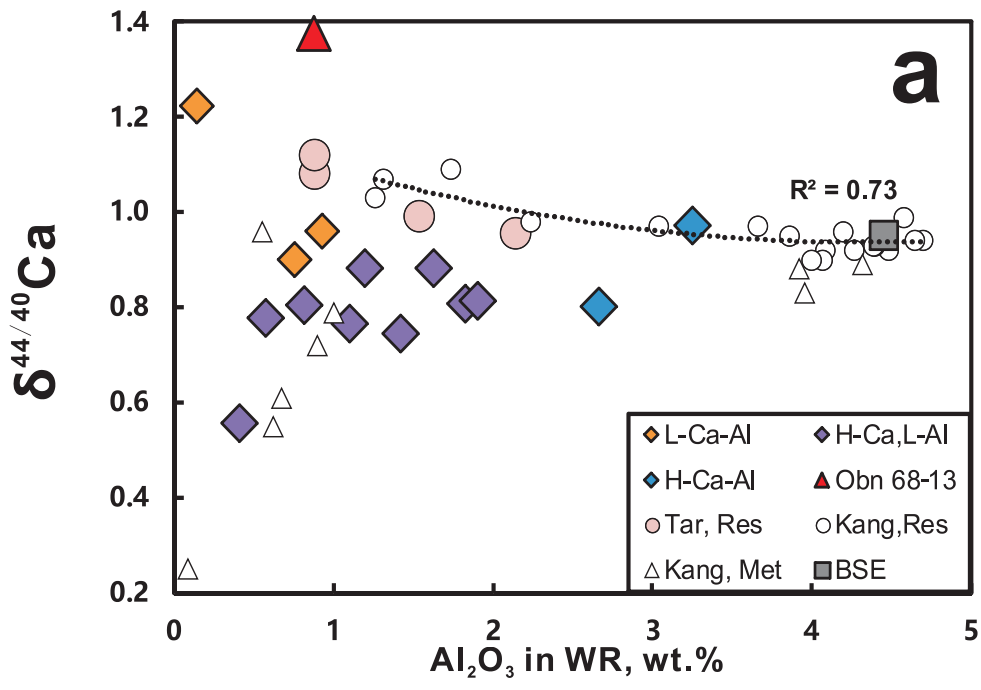 a
1.4
1.2
1.0
0.8
0.6
0.4
0.2
δ44/40Ca
R² = 0.73
L-Ca-Al
H-Ca,L-Al
H-Ca-Al
Obn 68-13
Tar, Res
Kang,Res
Kang, Met
BSE
0 1 2 3 4 5
Al₂O₃ in WR, wt.%